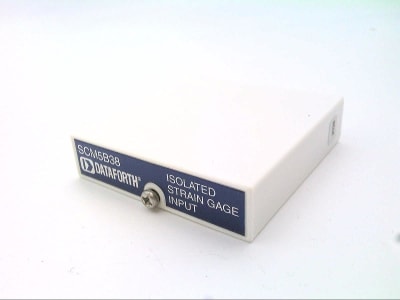 SCM5B38
DATAFORTH®
ISOLATED
STRAIN GAGE
INPUT